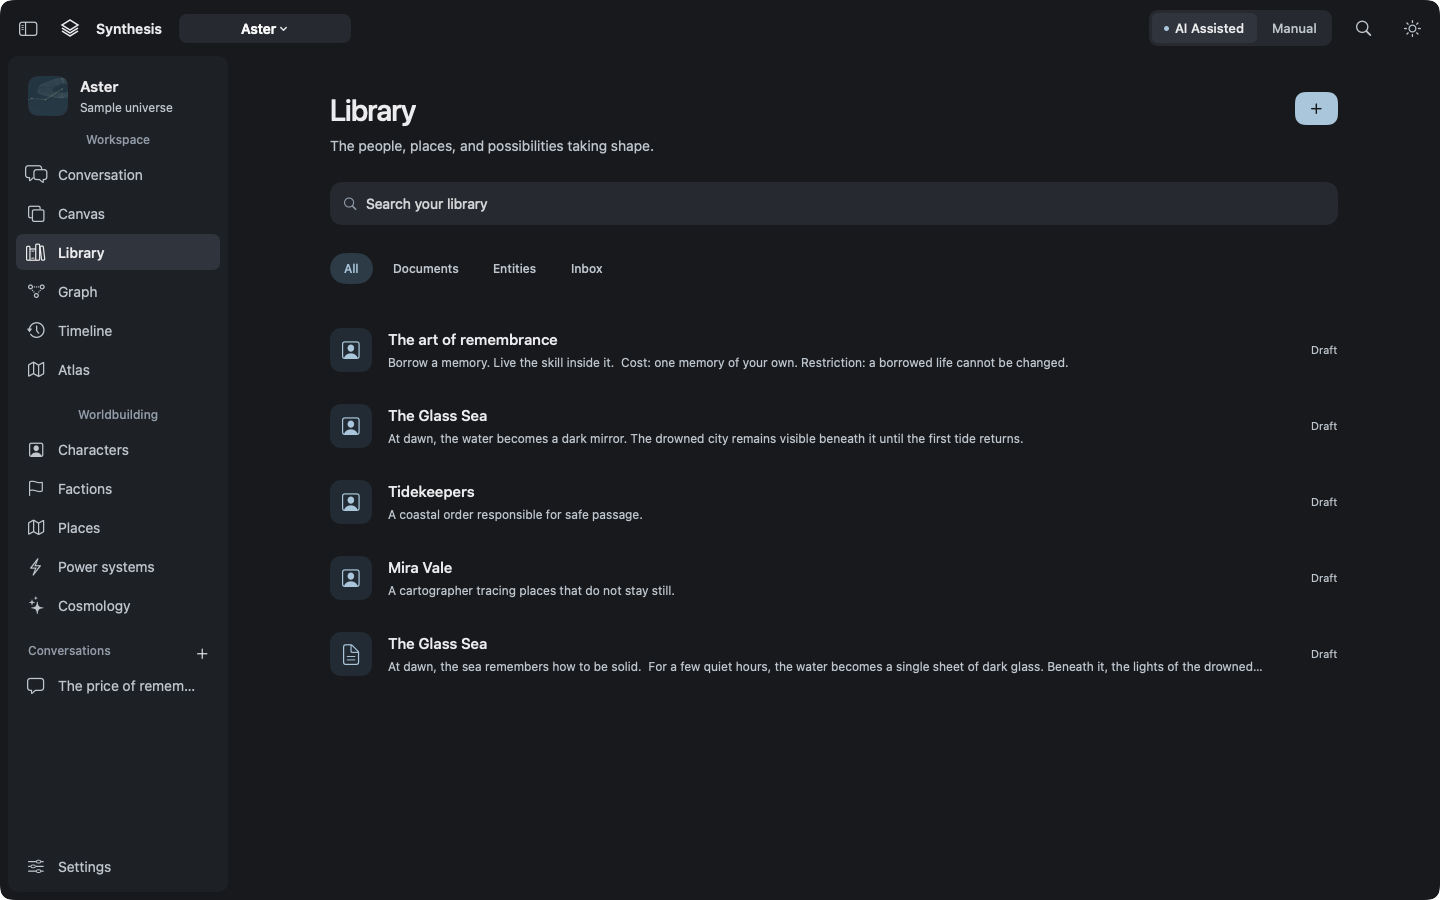 Synthesis
Aster
AI Assisted
Manual
Aster
Sample universe
Workspace
Conversation
Canvas
Library
Graph
Timeline
Atlas
Worldbuilding
Characters
Factions
Places
Power systems
Cosmology
Conversations
The price of remem...
Settings
Library
The people, places, and possibilities taking shape.
Search your library
All
Documents
Entities
Inbox
The art of remembrance
Borrow a memory. Live the skill inside it.  Cost: one memory of your own. Restriction: a borrowed life cannot be changed.
Draft
The Glass Sea
At dawn, the water becomes a dark mirror. The drowned city remains visible beneath it until the first tide returns.
Draft
Tidekeepers
A coastal order responsible for safe passage.
Draft
Mira Vale
A cartographer tracing places that do not stay still.
Draft
The Glass Sea
At dawn, the sea remembers how to be solid.  For a few quiet hours, the water becomes a single sheet of dark glass. Beneath it, the lights of the drowned...
Draft